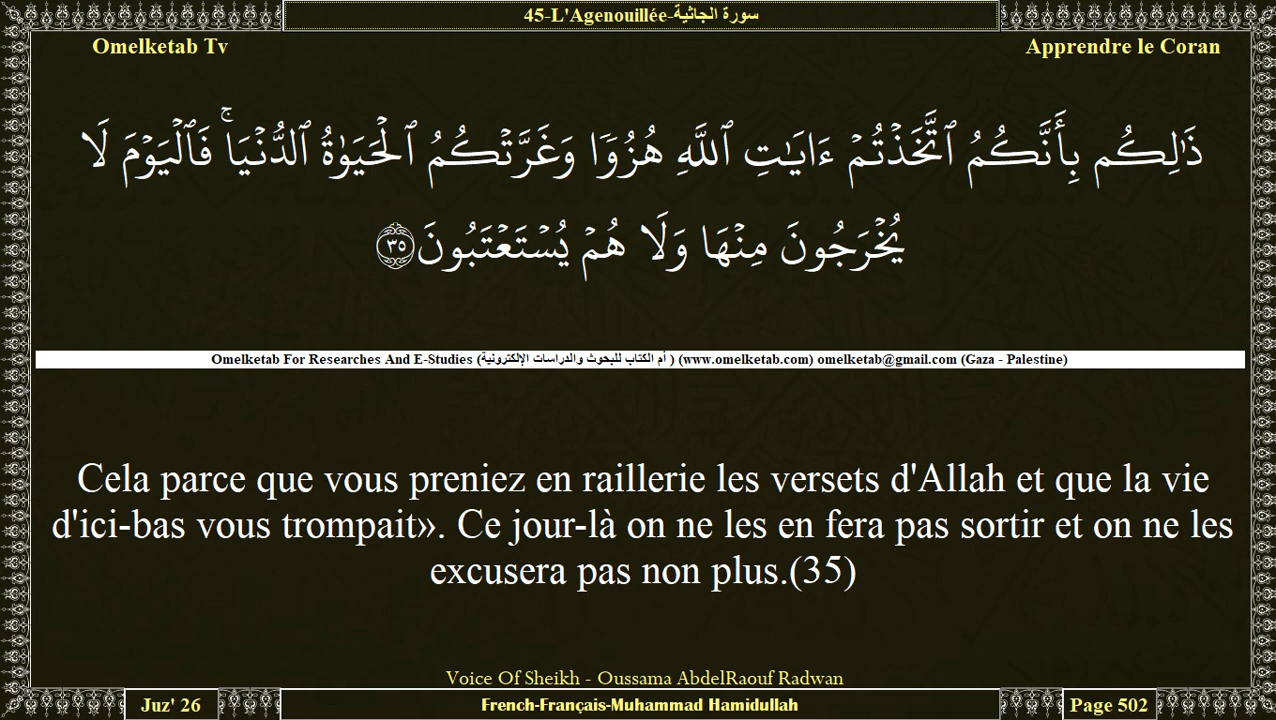 45-L'Agenouillée-سورة الجاثية
Omelketab Tv
Apprendre le Coran
ذَٰلِكُم بِأَنَّكُمُ ٱتَّخَذۡتُمۡ ءَايَٰتِ ٱللَّهِ هُزُوٗا وَغَرَّتۡكُمُ ٱلۡحَيَوٰةُ ٱلدُّنۡيَاۚ فَٱلۡيَوۡمَ لَا
يُخۡرَجُونَ مِنۡهَا وَلَا هُمۡ يُسۡتَعۡتَبُونَ ٣٥
Omelketab For Researches And E-Studies (أم الكتاب للبحوث والدراسات الإلكترونية ) (www.omelketab.com) omelketab@gmail.com (Gaza - Palestine)
Cela parce que vous preniez en raillerie les versets d'Allah et que la vie
d'ici-bas vous trompait». Ce jour-là on ne les en fera pas sortir et on ne les
excusera pas non plus.(35)
Voice Of Sheikh - Oussama AbdelRaouf Radwan
Juz' 26
French-Français-Muhammad Hamidullah
Page 502